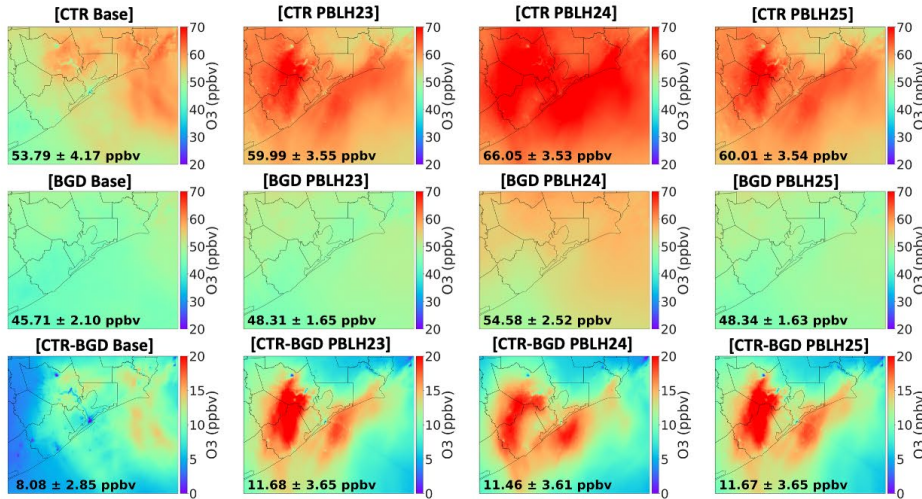 [CTR Base] [CTR PBLH23] [CTR PBLH24] [CTR PBLH25]
70 70 70 70
60 60 60 60
50 50 50 50
40 40 40 40
30 30 30 30
20 20 20 20
O3 (ppbv) O3 (ppbv) O3 (ppbv) O3 (ppbv)
53.79 ± 4.17 ppbv 59.99 ± 3.55 ppbv 66.05 ± 3.53 ppbv 60.01 ± 3.54 ppbv
[BGD Base] [BGD PBLH23] [BGD PBLH24] [BGD PBLH25]
70 70 70 70
60 60 60 60
50 50 50 50
40 40 40 40
30 30 30 30
20 20 20 20
O3 (ppbv) O3 (ppbv) O3 (ppbv) O3 (ppbv)
45.71 ± 2.10 ppbv 48.31 ± 1.65 ppbv 54.58 ± 2.52 ppbv 48.34 ± 1.63 ppbv
[CTR-BGD Base] [CTR-BGD PBLH23] [CTR-BGD PBLH24] [CTR-BGD PBLH25]
20 20 20 20
15 15 15 15
10 10 10 10
5 5 5 5
0 0 0 0
O3 (ppbv) O3 (ppbv) O3 (ppbv) O3 (ppbv)
8.08 ± 2.85 ppbv 11.68 ± 3.65 ppbv 11.46 ± 3.61 ppbv 11.67 ± 3.65 ppbv